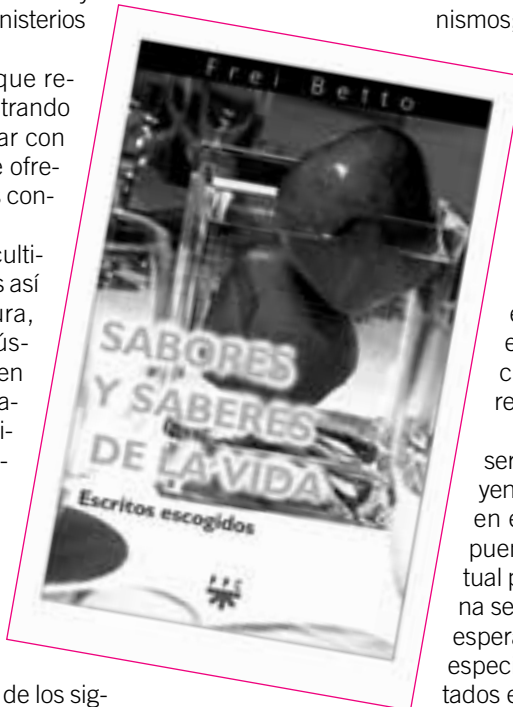 nisterios
que re-
trando
ar con
e ofre-
con-
culti-
s así
ura,
ús-
en
a-
i-
-
de los sig-
Frei Betto
SABORES
Y SABERES
DE LA VIDA
Escritos escogidos
PPC
nismos;
e
e
c
re
ser
yen
en e
puer
tual p
na se
espera
espec
tados e